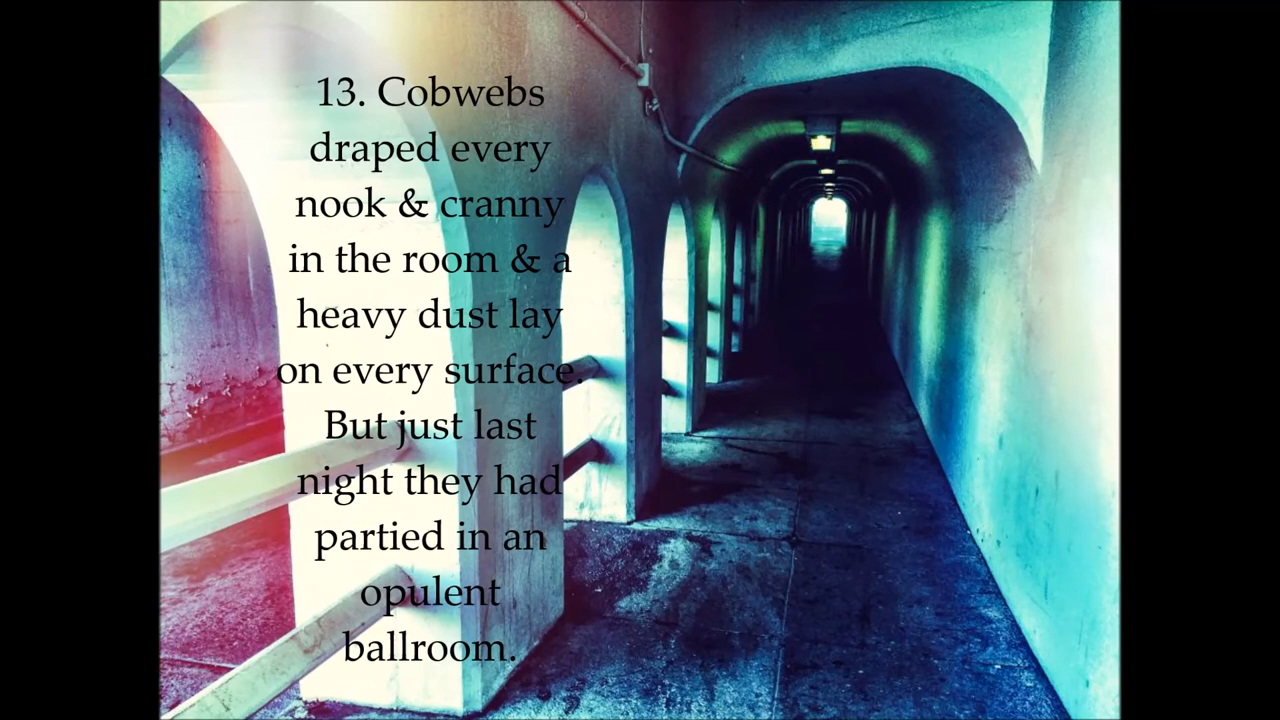 13. Cobwebs
draped every
nook & cranny
in the room & a
heavy dust lay
on every surface.
But just last
night they had
partied in an
opulent
ballroom.